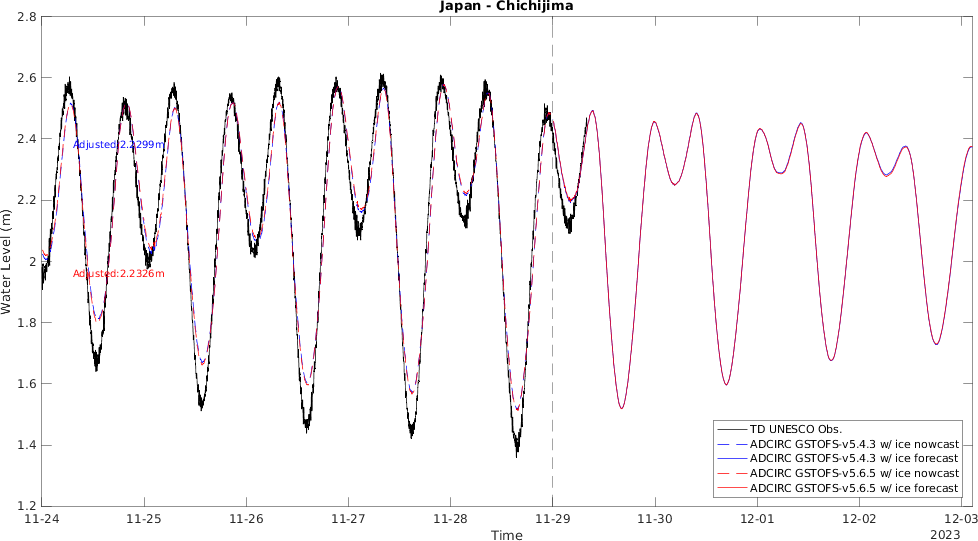 Japan - Chichijima
2.8
2.6
2.4
2.2
2
1.8
1.6
1.4
1.2
Water Level (m)
Adjusted:2.2299m
Adjusted:2.2326m
TD UNESCO Obs.
ADCIRC GSTOFS-v5.4.3 w/ ice nowcast
ADCIRC GSTOFS-v5.4.3 w/ ice forecast
ADCIRC GSTOFS-v5.6.5 w/ ice nowcast
ADCIRC GSTOFS-v5.6.5 w/ ice forecast
11-24 11-25 11-26 11-27 11-28 11-29 11-30 12-01 12-02 12-03
Time
2023